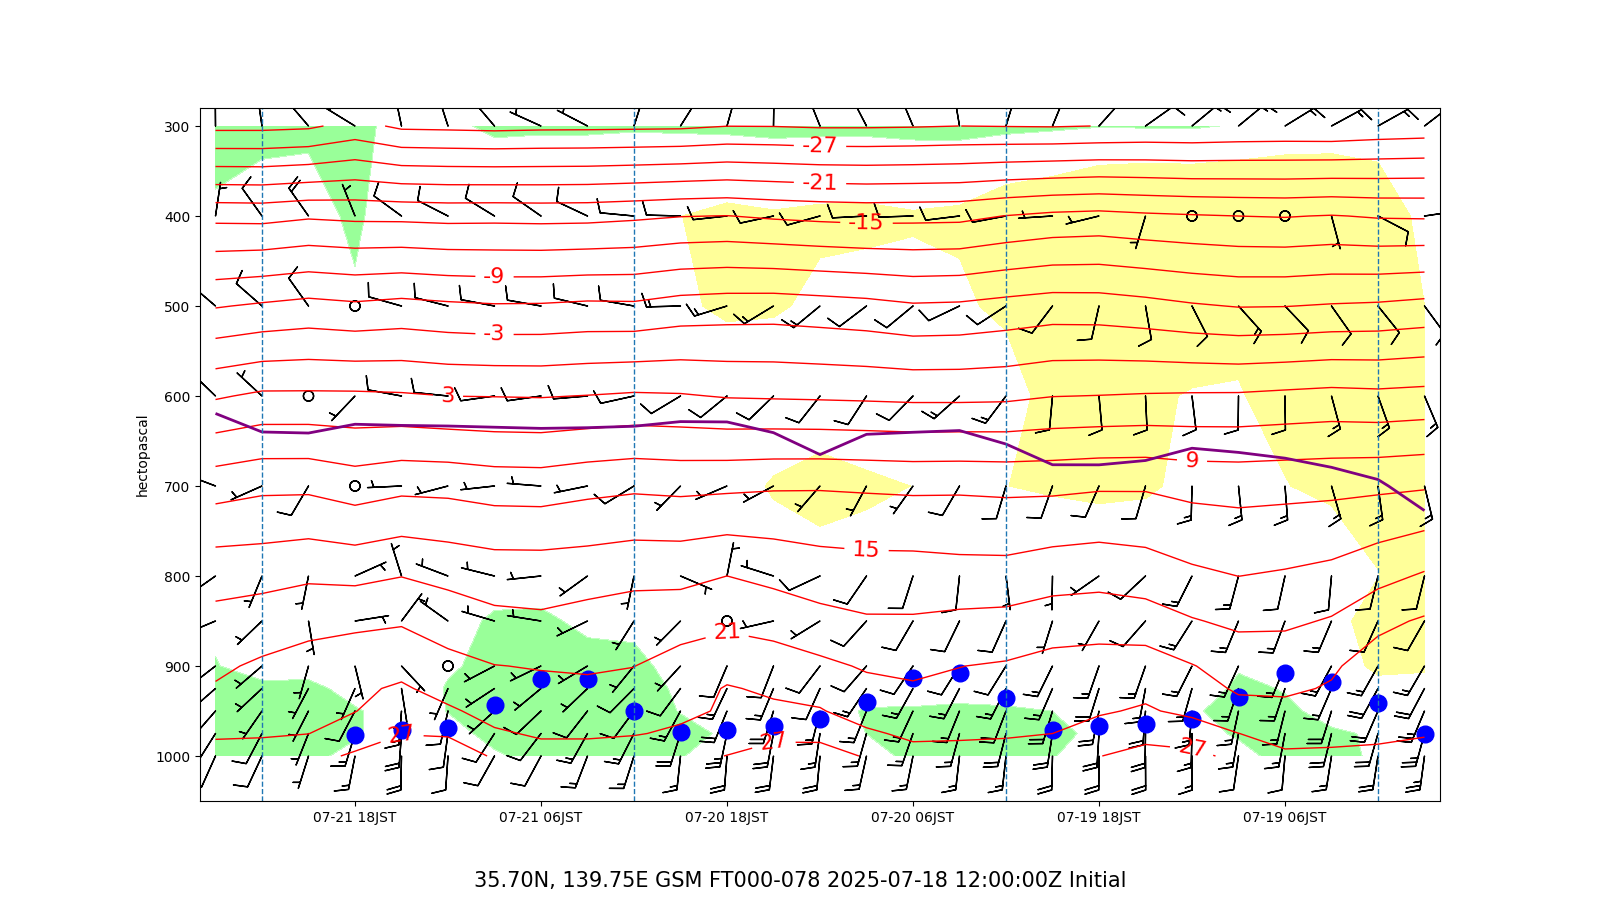 300
400
500
600
700
800
900
1000
hectopascal
-27
-21
-15
-9
-3
3
9
15
21
27
27
27
07-21 18JST
07-21 06JST
07-20 18JST
07-20 06JST
07-19 18JST
07-19 06JST
35.70N, 139.75E GSM FT000-078 2025-07-18 12:00:00Z Initial